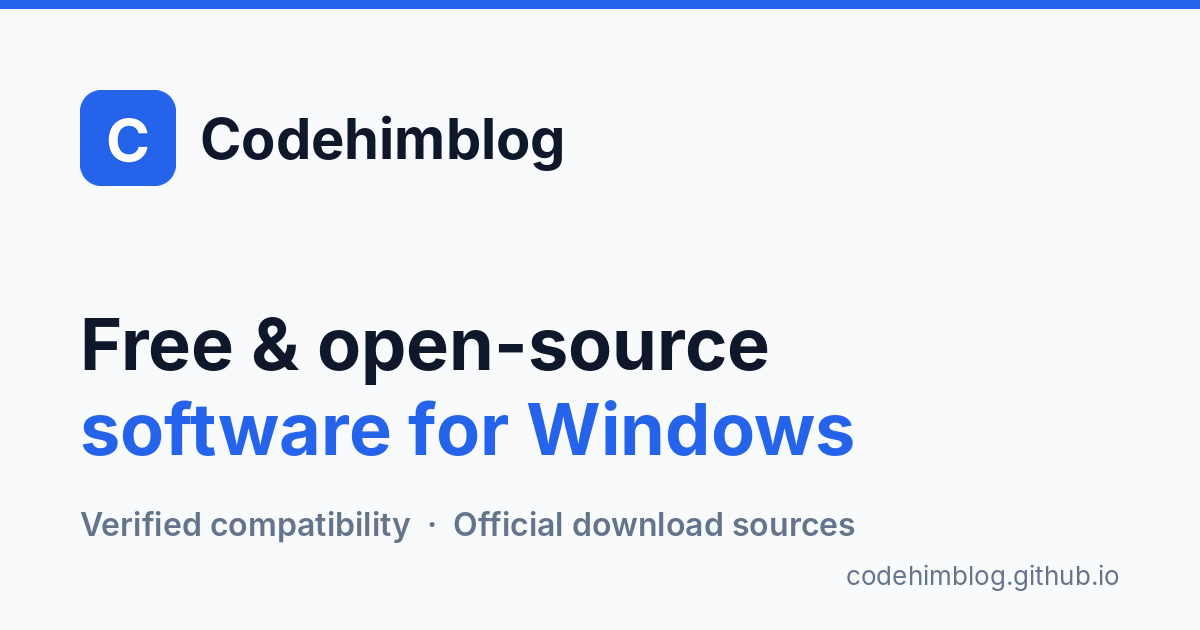 C
Codehimblog
Free & open-source
software for Windows
Verified compatibility · Official download sources
codehimblog.github.io